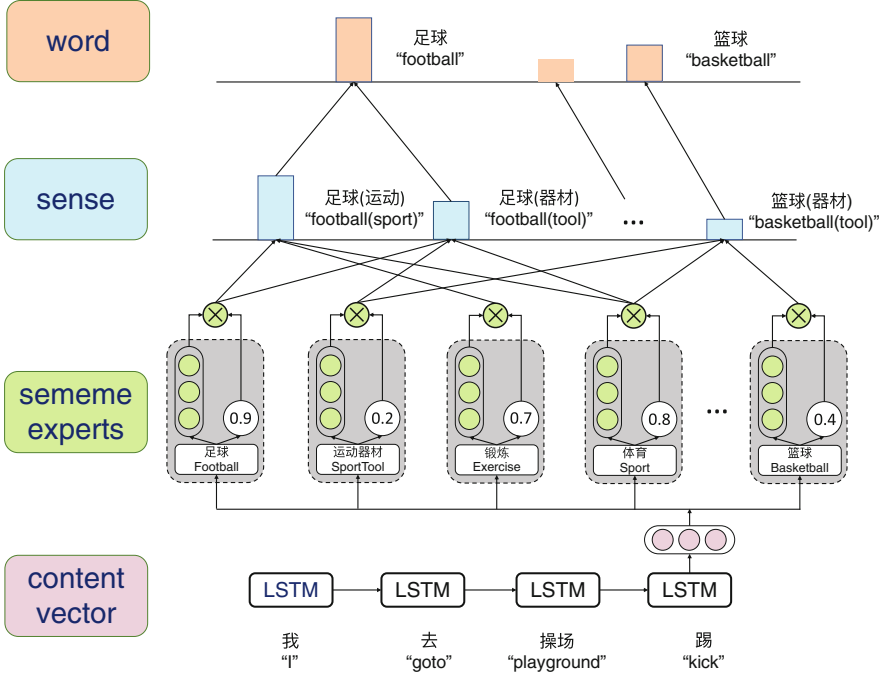 word
足球
“football”
篮球
“basketball”
sense
足球(运动)
“football(sport)”
足球(器材)
“football(tool)”
...
篮球(器材)
“basketball(tool)”
sememe
experts
0.9
足球
Football
0.2
运动器材
SportTool
0.7
锻炼
Exercise
0.8
体育
Sport
...
0.4
篮球
Basketball
content
vector
LSTM
LSTM
LSTM
LSTM
我
“I”
去
“goto”
操场
“playground”
踢
“kick”